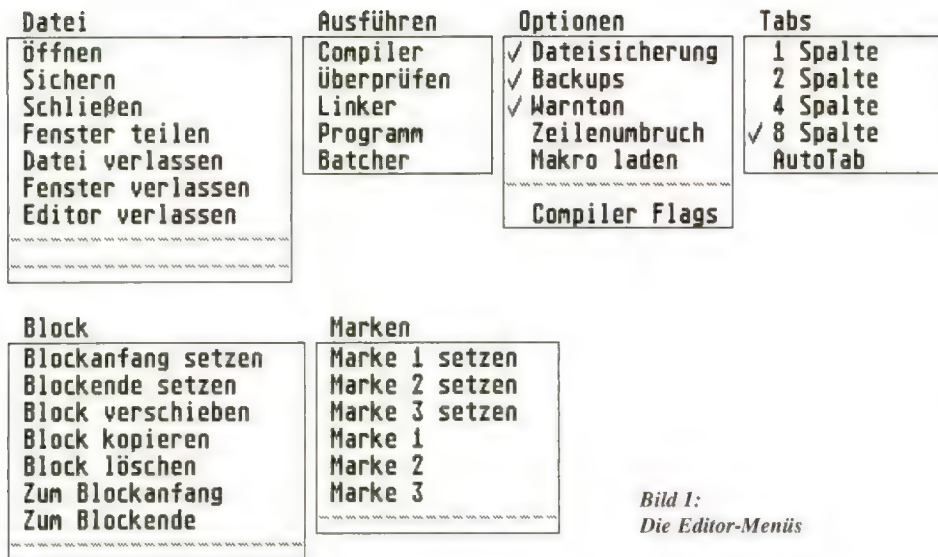 Datei
Öffnen
Sichern
Schließen
Fenster teilen
Datei verlassen
Fenster verlassen
Editor verlassen
Ausführen
Compiler
Überprüfen
Linker
Programm
Batcher
Optionen
✓ Dateisicherung
✓ Backups
✓ Warnton
Zeilenumbruch
Makro laden
Compiler Flags
Tabs
1 Spalte
2 Spalte
4 Spalte
✓ 8 Spalte
AutoTab
Block
Blockanfang setzen
Blockende setzen
Block verschieben
Block kopieren
Block löschen
Zum Blockanfang
Zum Blockende
Marken
Marke 1 setzen
Marke 2 setzen
Marke 3 setzen
Marke 1
Marke 2
Marke 3
Bild 1:
Die Editor-Menüs